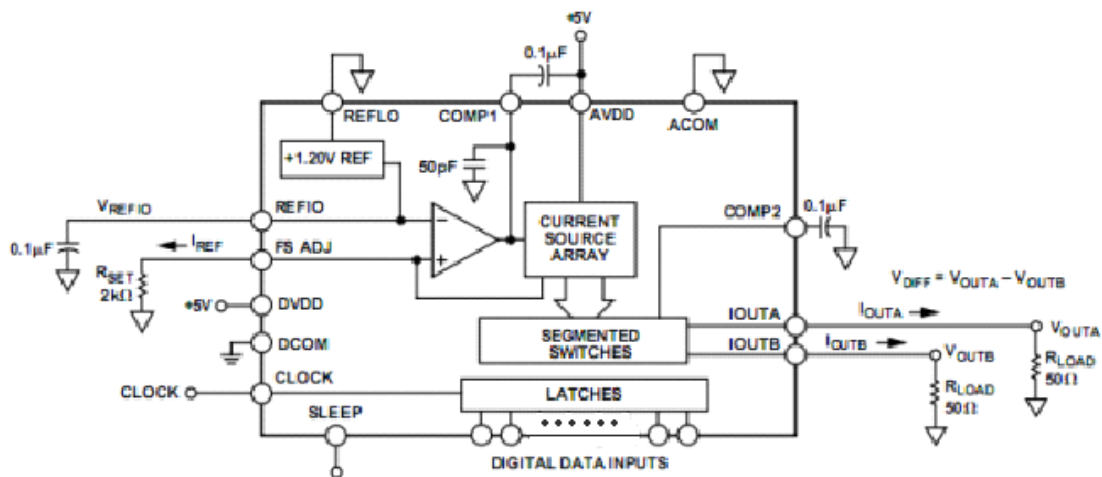 +5V
0.1µF
REFLO
COMP1
AVDD
ACOM
+1.20V REF
50pF
COMP2
0.1µF
VREFIO
REFIO
0.1µF
IREF
FS ADJ
CURRENT
SOURCE
ARRAY
RSET
2kΩ
VDIFF = VOUTA – VOUTB
+5V
DVDD
IOUTA
IOUTA
VOUTA
SEGMENTED
SWITCHES
DCOM
IOUTB
IOUTB
VOUTB
RLOAD
50Ω
CLOCK
CLOCK
LATCHES
RLOAD
50Ω
SLEEP
DIGITAL DATA INPUTS